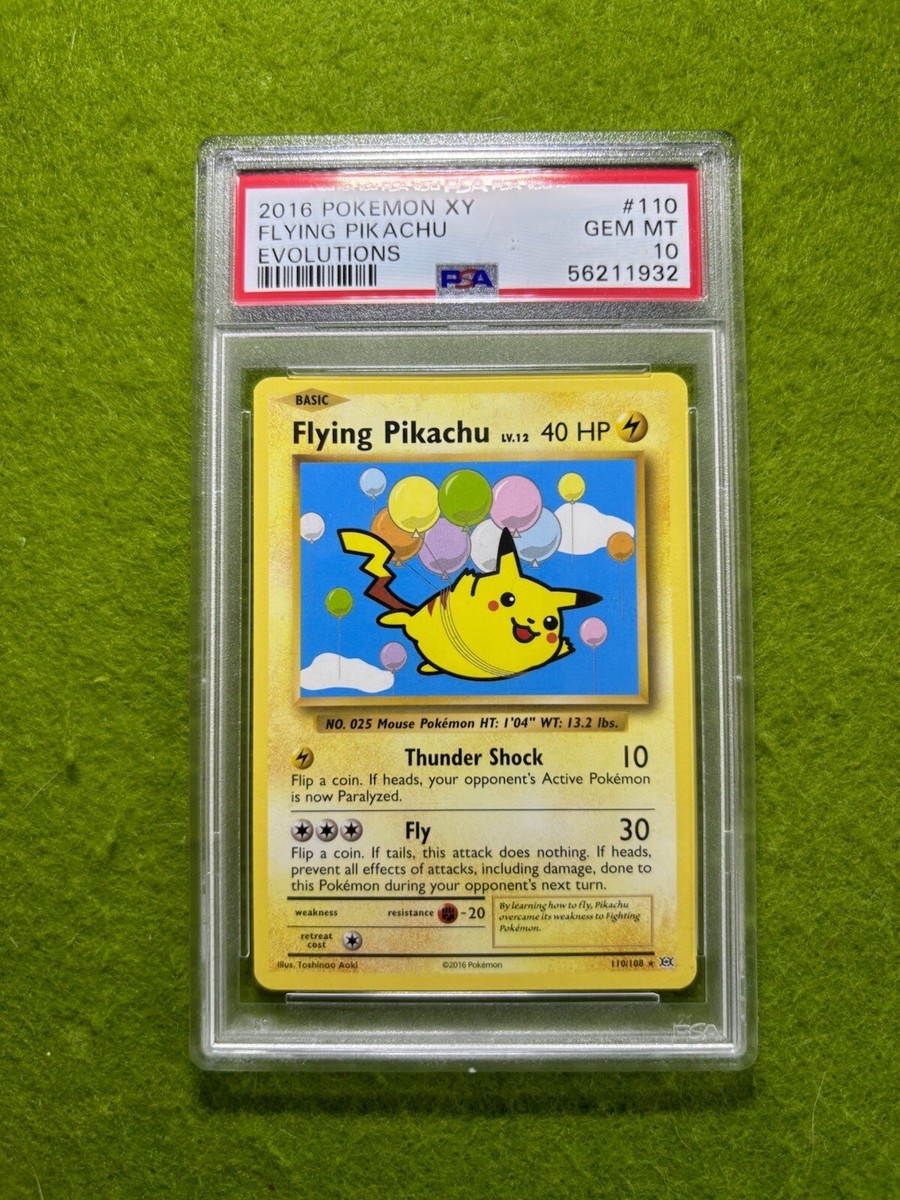 2016 POKEMON XY #110
FLYING PIKACHU GEM MT
EVOLUTIONS 10
PSA 56211932
BASIC
Flying Pikachu LV.12 40 HP
NO. 025 Mouse Pokémon HT: 1'04" WT: 13.2 lbs.
Thunder Shock 10
Flip a coin. If heads, your opponent's Active Pokémon
is now Paralyzed.
Fly 30
Flip a coin. If tails, this attack does nothing. If heads,
prevent all effects of attacks, including damage, done to
this Pokémon during your opponent's next turn.
weakness resistance -20
retreat
cost
By learning how to fly, Pikachu
overcame its weakness to Fighting
Pokémon.
Illus. Toshinao Aoki ©2016 Pokémon 110/108 ★
PSA